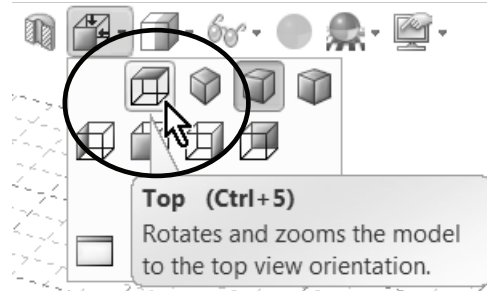 Top (Ctrl+5)
Rotates and zooms the model
to the top view orientation.